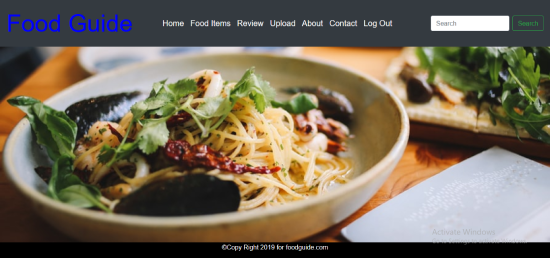 Food Guide
Home Food Items Review Upload About Contact Log Out
Search
Search
Activate Windows
©Copy Right 2019 for foodguide.com